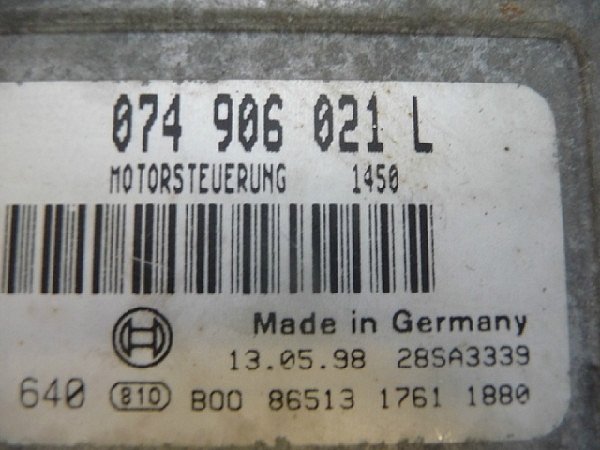 074 906 021 L
MOTORSTEUERUNG 1450
Made in Germany
13.05.98 28SA3339
640 810 B00 86513 1761 1880